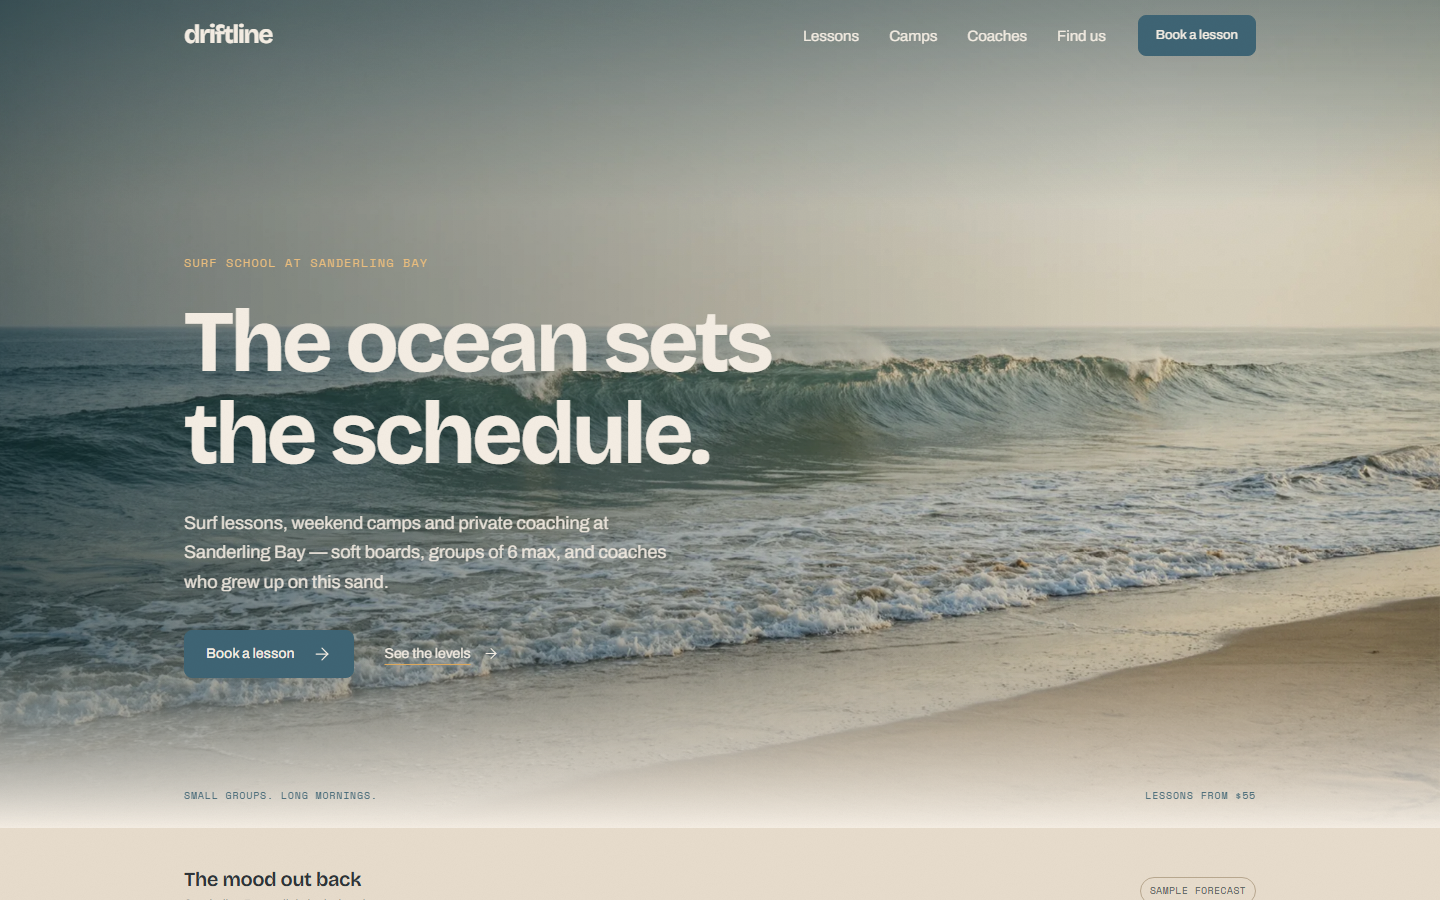 driftline
Lessons
Camps
Coaches
Find us
Book a lesson
SURF SCHOOL AT SANDERLING BAY
The ocean sets
the schedule.
Surf lessons, weekend camps and private coaching at
Sanderling Bay — soft boards, groups of 6 max, and coaches
who grew up on this sand.
Book a lesson
See the levels
SMALL GROUPS. LONG MORNINGS.
LESSONS FROM $55
The mood out back
SAMPLE FORECAST